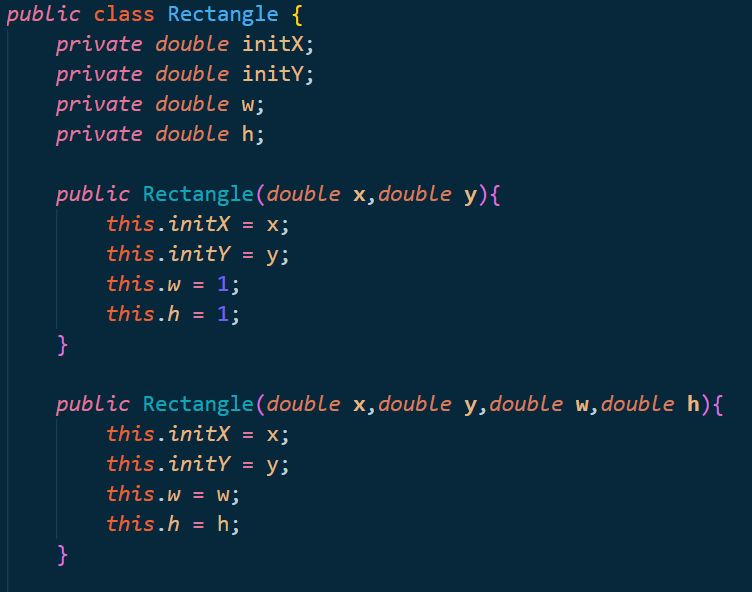 public class Rectangle {
    private double initX;
    private double initY;
    private double w;
    private double h;

    public Rectangle(double x,double y){
        this.initX = x;
        this.initY = y;
        this.w = 1;
        this.h = 1;
    }

    public Rectangle(double x,double y,double w,double h){
        this.initX = x;
        this.initY = y;
        this.w = w;
        this.h = h;
    }